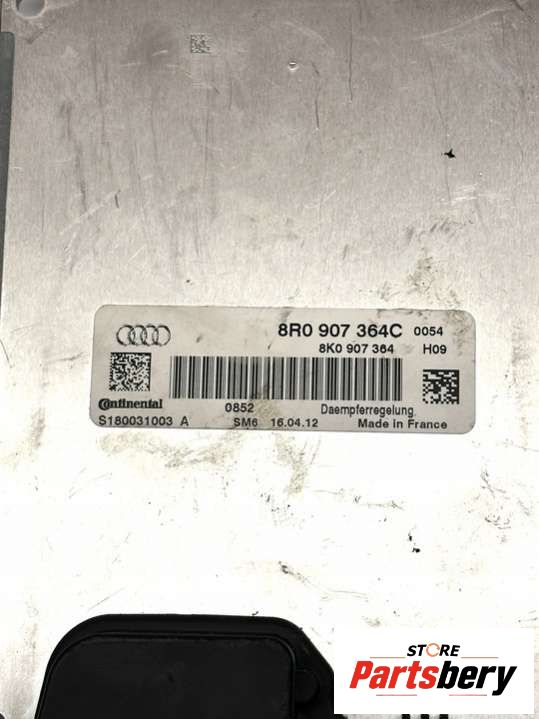 8R0 907 364C 0054
8K0 907 364 H09
Continental
0852
Daempferregelung
S180031003 A
SM6 16.04.12
Made in France
STORE
Partsbery